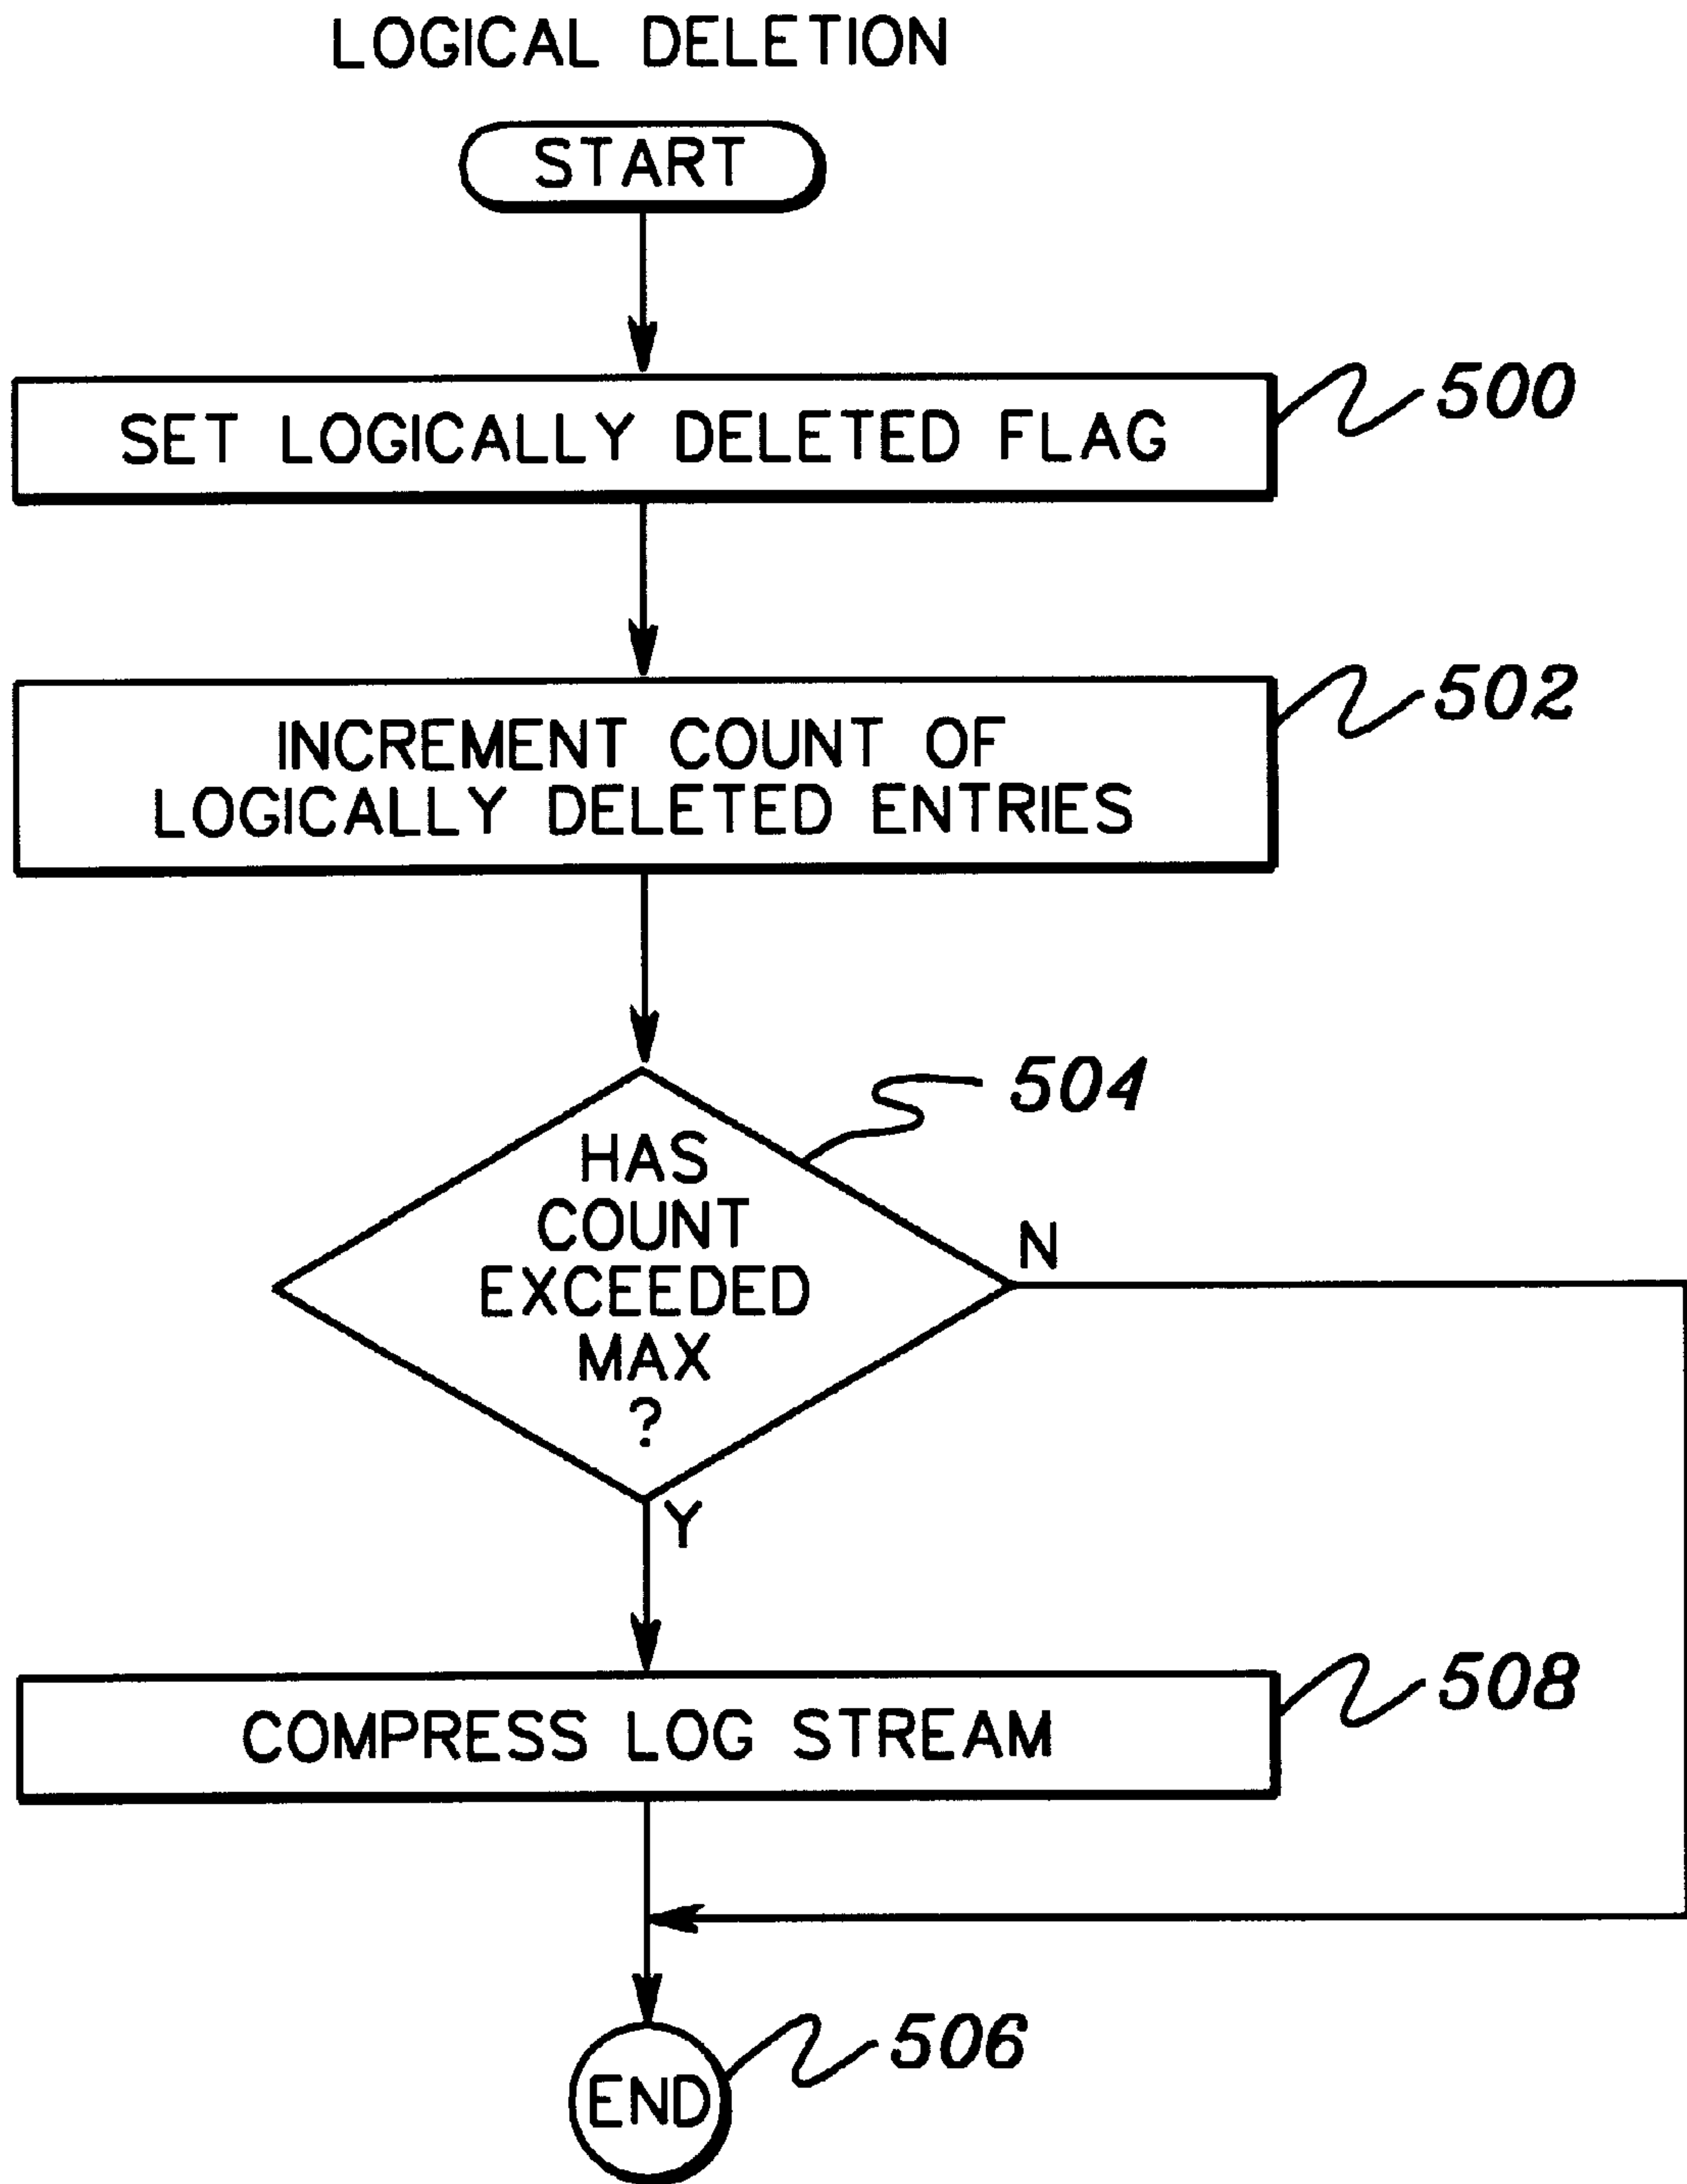 LOGICAL DELETION
START
SET LOGICALLY DELETED FLAG
500
INCREMENT COUNT OF
LOGICALLY DELETED ENTRIES
502
504
HAS
COUNT
EXCEEDED
MAX
?
N
Y
COMPRESS LOG STREAM
508
END
506